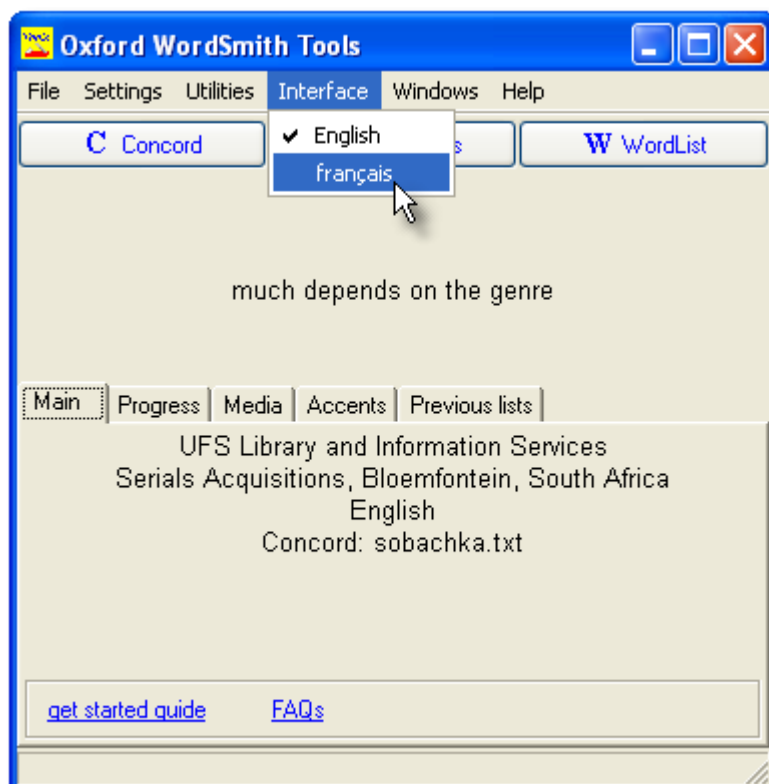 Oxford WordSmith Tools
File Settings Utilities Interface Windows Help
C Concord
English
français
s
W WordList
much depends on the genre
Main Progress Media Accents Previous lists
UFS Library and Information Services
Serials Acquisitions, Bloemfontein, South Africa
English
Concord: sobachka.txt
get started guide FAQs